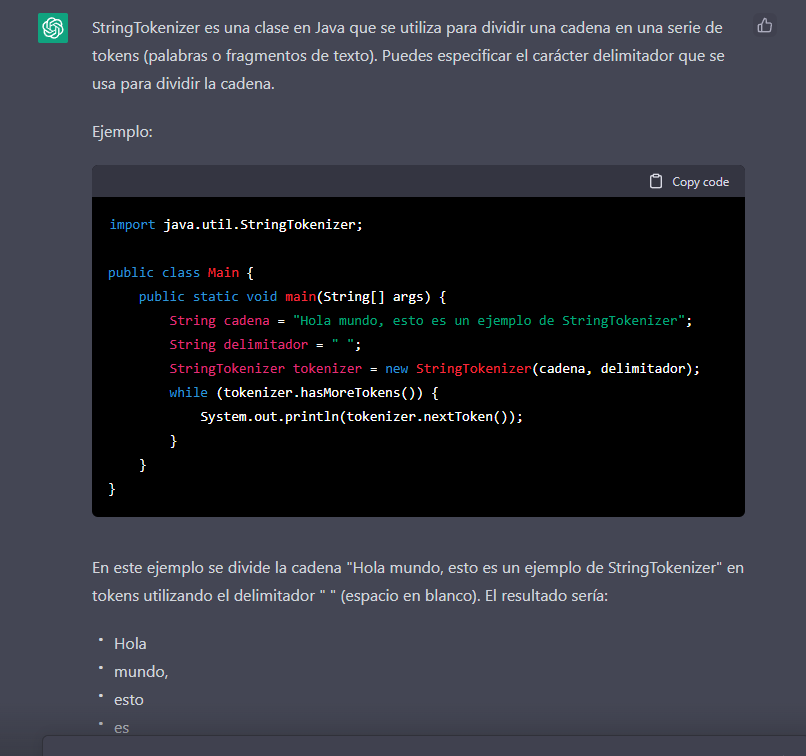 StringTokenizer es una clase en Java que se utiliza para dividir una cadena en una serie de
tokens (palabras o fragmentos de texto). Puedes especificar el carácter delimitador que se
usa para dividir la cadena.
Ejemplo:
Copy code
import java.util.StringTokenizer;
public class Main {
    public static void main(String[] args) {
        String cadena = "Hola mundo, esto es un ejemplo de StringTokenizer";
        String delimitador = " ";
        StringTokenizer tokenizer = new StringTokenizer(cadena, delimitador);
        while (tokenizer.hasMoreTokens()) {
            System.out.println(tokenizer.nextToken());
        }
    }
}
En este ejemplo se divide la cadena "Hola mundo, esto es un ejemplo de StringTokenizer" en
tokens utilizando el delimitador " " (espacio en blanco). El resultado sería:
• Hola
• mundo,
• esto
• es